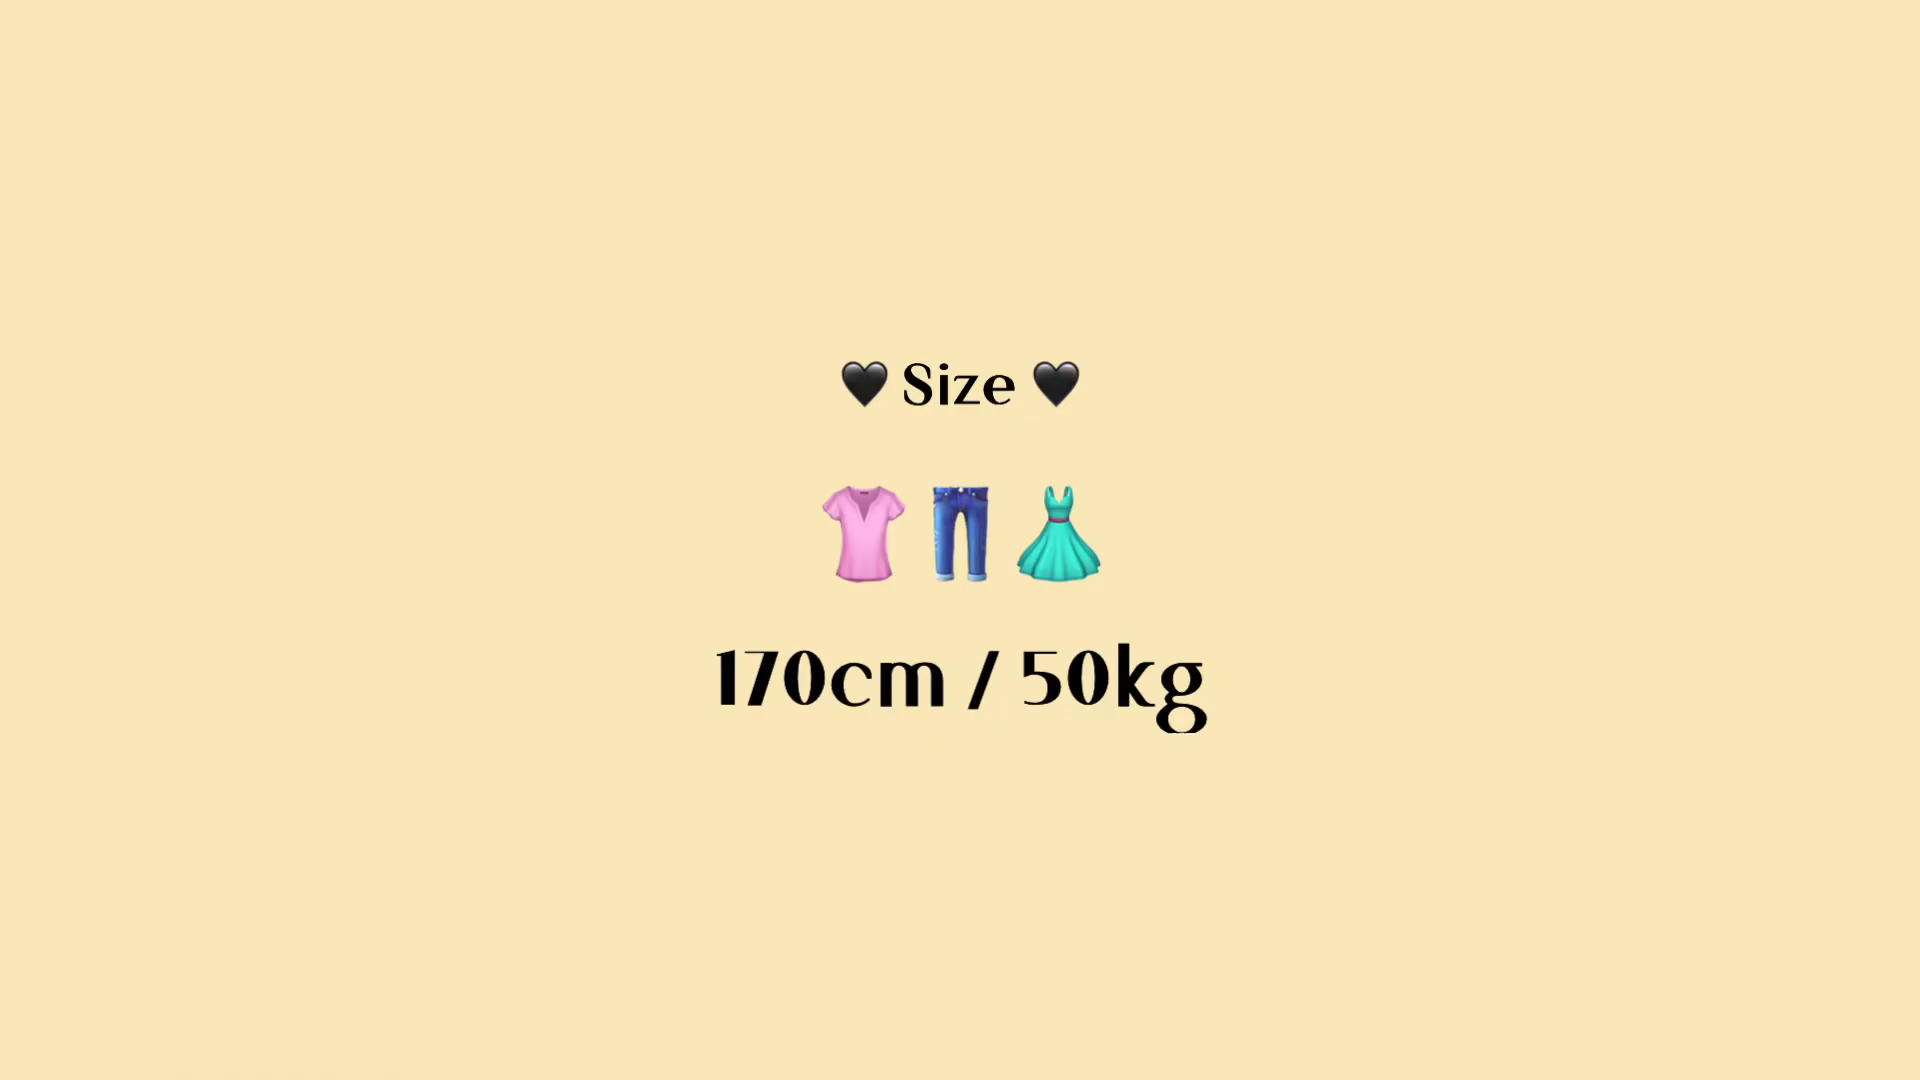 🖤 Size 🖤
👚👖👗
170cm / 50kg